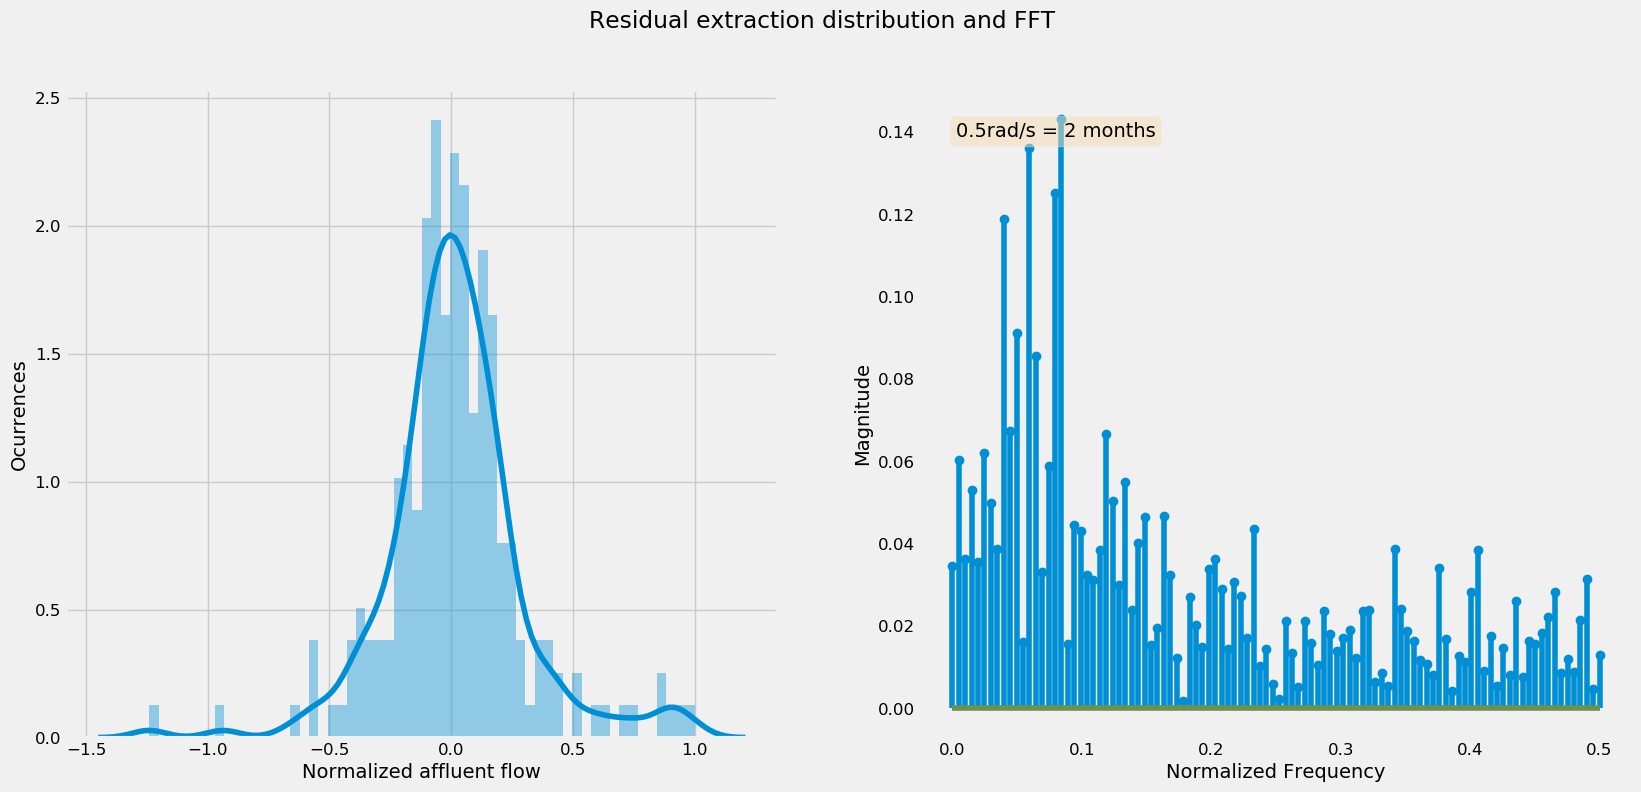 Residual extraction distribution and FFT
2.5
2.0
1.5
1.0
0.5
0.0
Ocurrences
−1.5 −1.0 −0.5 0.0 0.5 1.0
Normalized affluent flow
0.5rad/s = 2 months
0.14
0.12
0.10
0.08
0.06
0.04
0.02
0.00
Magnitude
0.0 0.1 0.2 0.3 0.4 0.5
Normalized Frequency